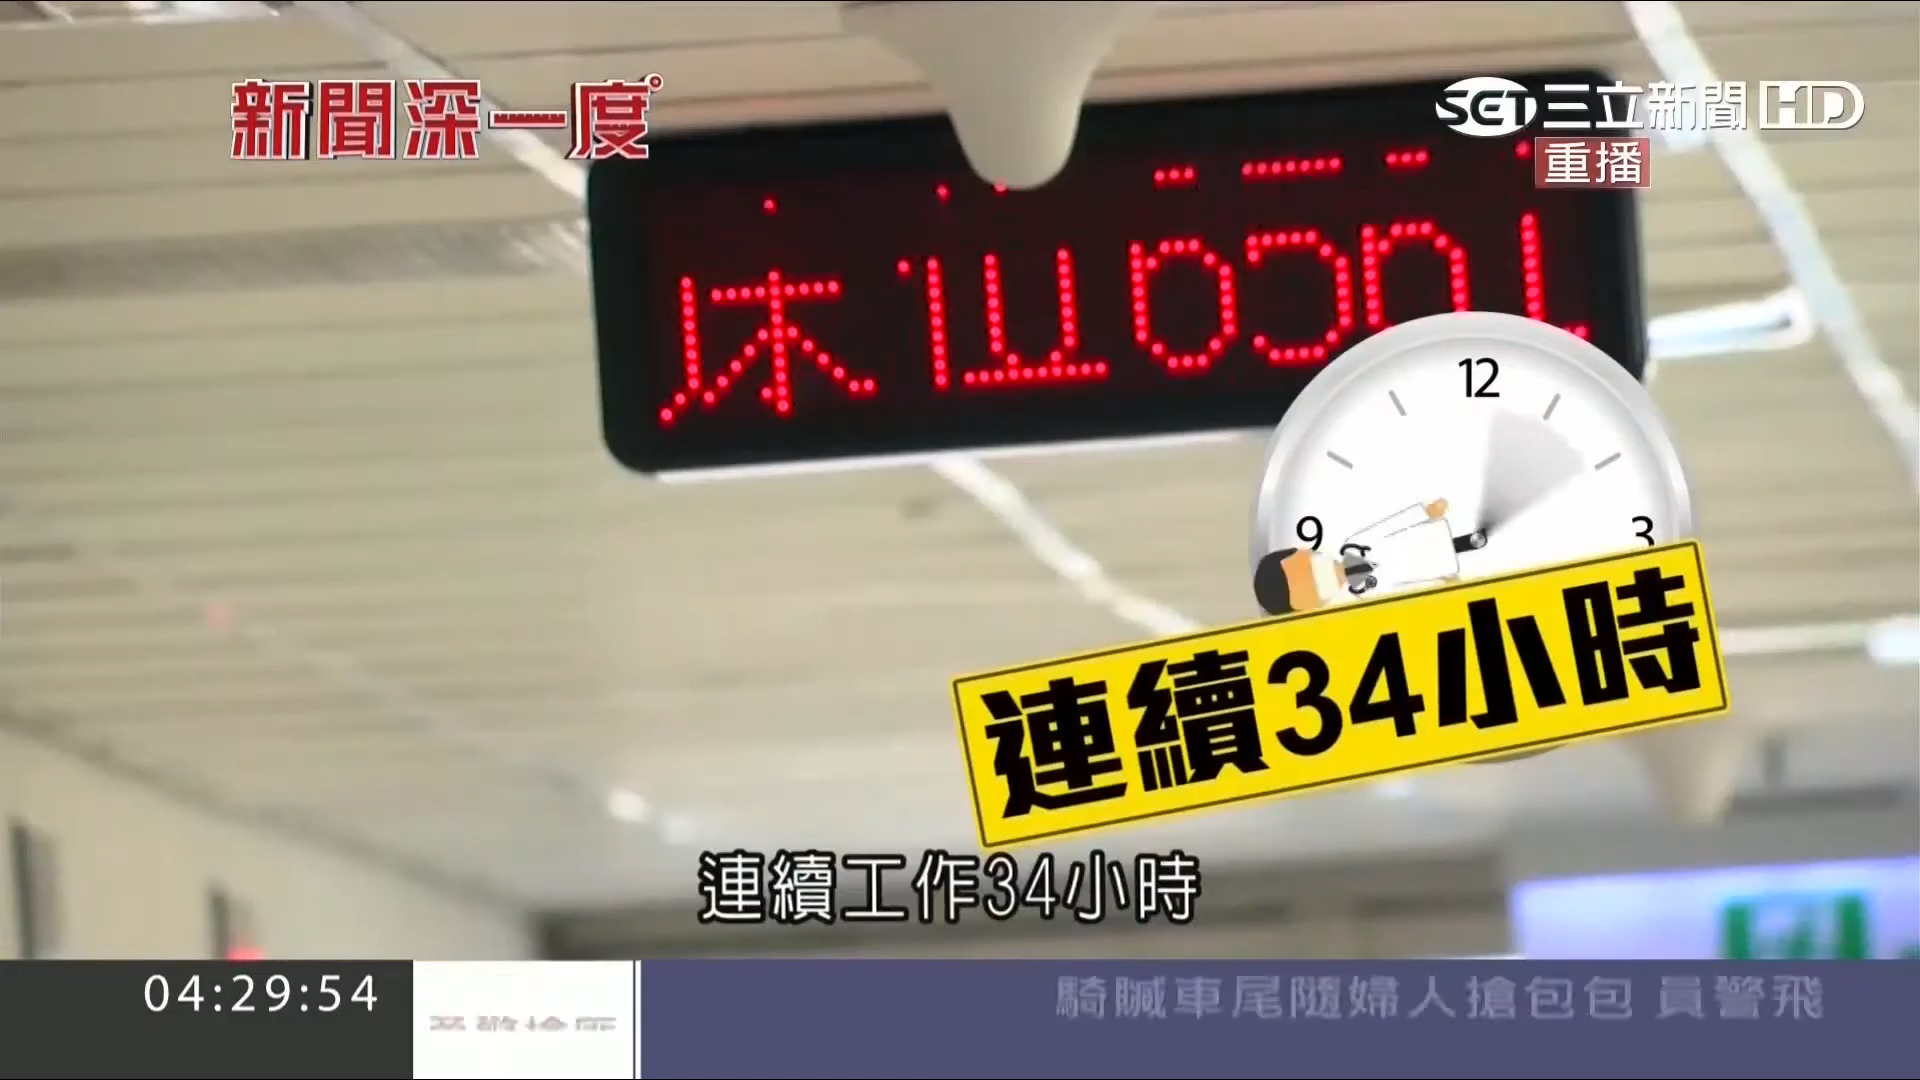 新聞深一度
SET三立新聞HD
重播
床位
12
9
3
連續34小時
連續工作34小時
04:29:54
騎贓車尾隨婦人搶包包 員警飛